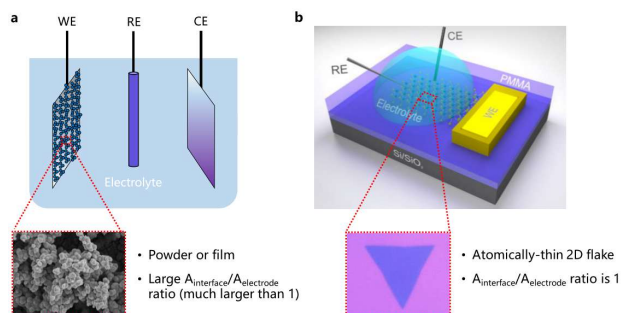 a
WE
RE
CE
Electrolyte
• Powder or film
• Large A_interface/A_electrode
ratio (much larger than 1)
b
CE
RE
PMMA
Electrolyte
WE
Si/SiOₓ
• Atomically-thin 2D flake
• A_interface/A_electrode ratio is 1